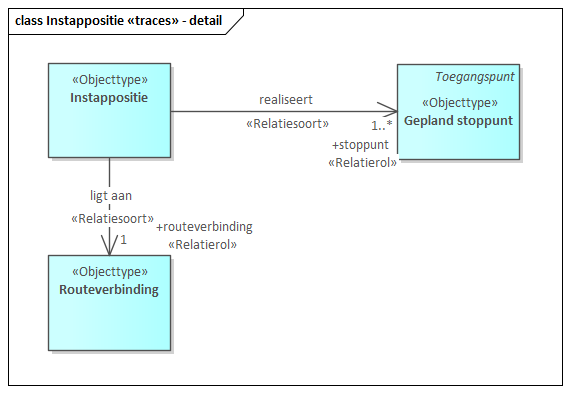 class Instappositie «traces» - detail
«Objecttype»
Instappositie
Toegangspunt
«Objecttype»
Gepland stoppunt
realiseert
«Relatiesoort»
1..*
+stoppunt
«Relatierol»
ligt aan
«Relatiesoort»
+routeverbinding
1
«Relatierol»
«Objecttype»
Routeverbinding